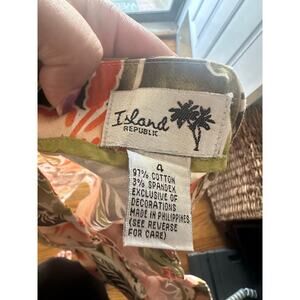 Island
REPUBLIC
4
97% COTTON
3% SPANDEX
EXCLUSIVE OF
DECORATIONS
MADE IN PHILIPPINES
(SEE REVERSE
FOR CARE)